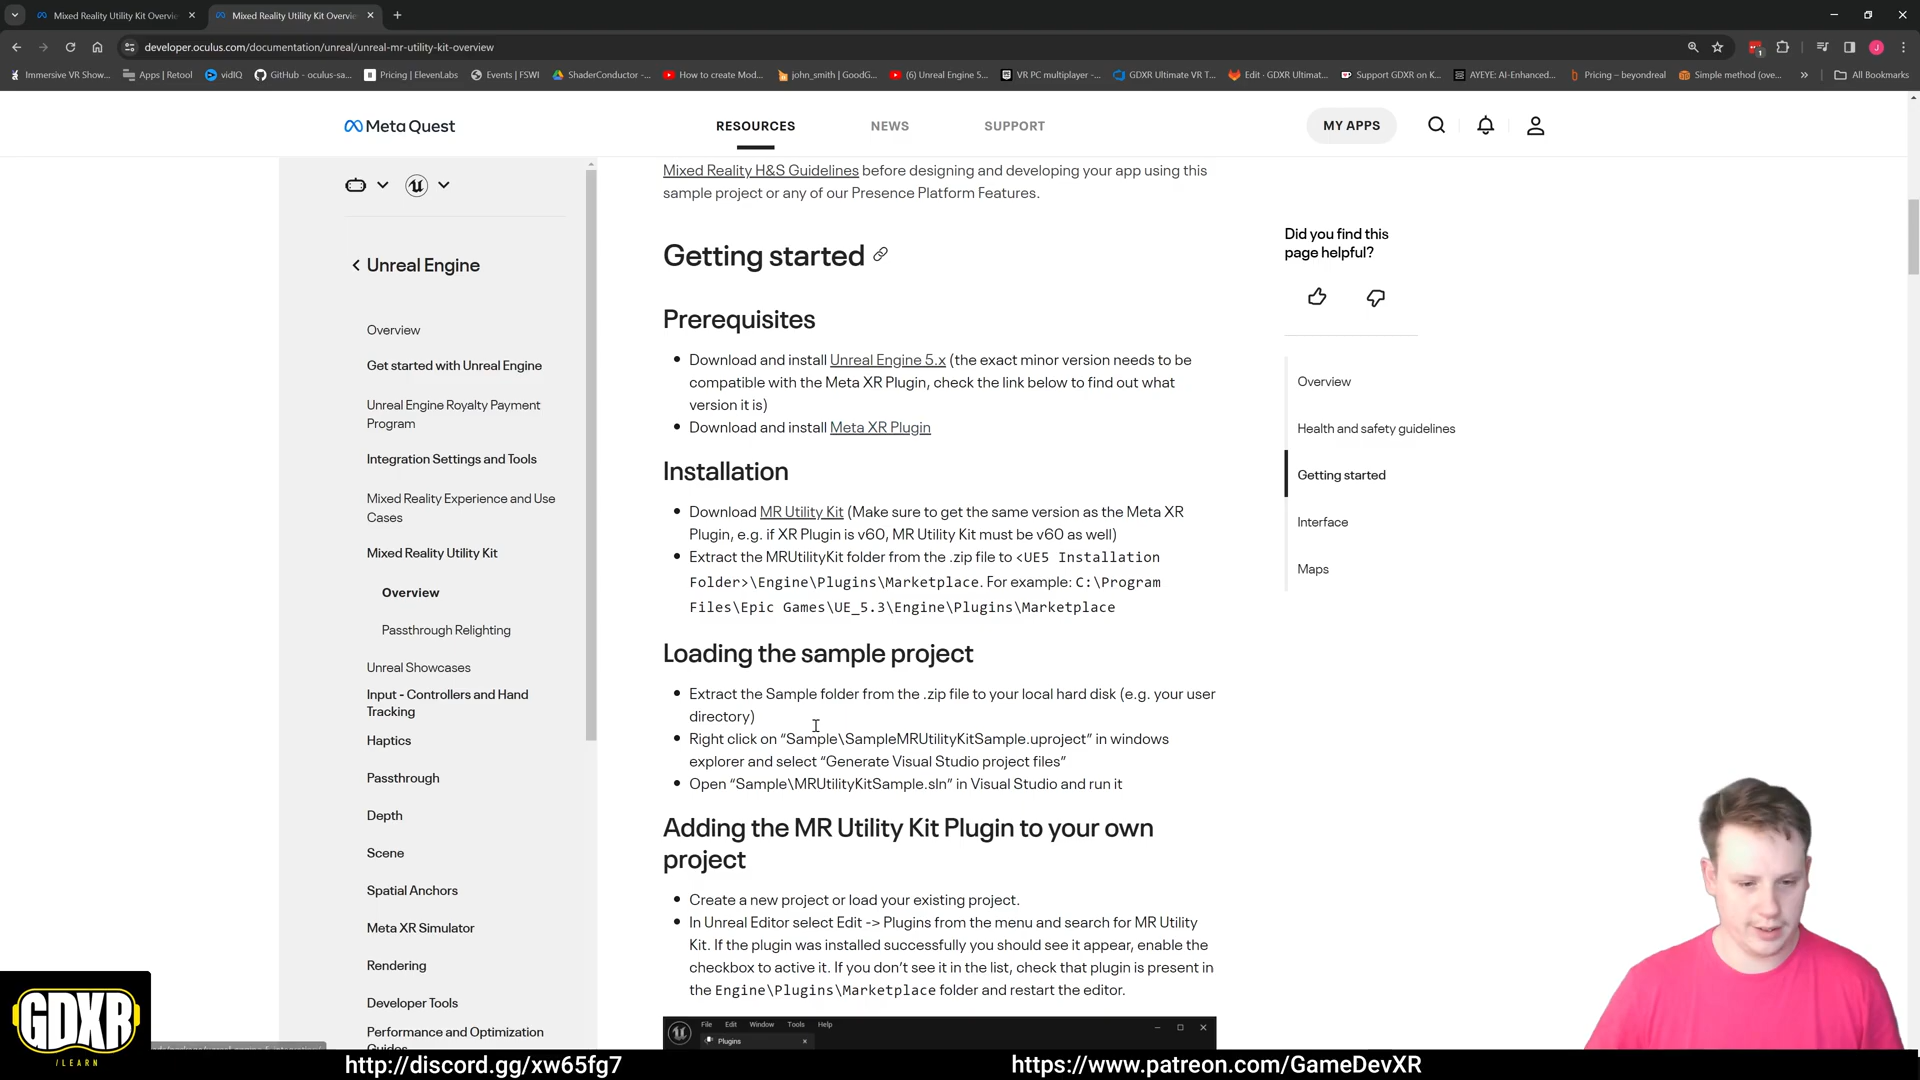 Mixed Reality Utility Kit Overvie
Mixed Reality Utility Kit Overvie
developer.oculus.com/documentation/unreal/unreal-mr-utility-kit-overview
Immersive VR Show...
Apps | Retool
vidIQ
GitHub - oculus-sa...
Pricing | ElevenLabs
Events | FSWI
ShaderConductor -...
How to create Mod...
john_smith | GoodG...
(6) Unreal Engine S...
VR PC multiplayer -...
GDXR Ultimate VR T...
Edit · GDXR Ultimat...
Support GDXR on K...
AYEYE: AI-Enhanced...
Pricing – beyondreal
Simple method (ove...
All Bookmarks
Meta Quest
RESOURCES
NEWS
SUPPORT
MY APPS
Unreal Engine
Overview
Get started with Unreal Engine
Unreal Engine Royalty Payment
Program
Integration Settings and Tools
Mixed Reality Experience and Use
Cases
Mixed Reality Utility Kit
Overview
Passthrough Relighting
Unreal Showcases
Input - Controllers and Hand
Tracking
Haptics
Passthrough
Depth
Scene
Spatial Anchors
Meta XR Simulator
Rendering
Developer Tools
Performance and Optimization
Mixed Reality H&S Guidelines before designing and developing your app using this
sample project or any of our Presence Platform Features.
Getting started
Prerequisites
Download and install Unreal Engine 5.x (the exact minor version needs to be
compatible with the Meta XR Plugin, check the link below to find out what
version it is)
Download and install Meta XR Plugin
Installation
Download MR Utility Kit (Make sure to get the same version as the Meta XR
Plugin, e.g. if XR Plugin is v60, MR Utility Kit must be v60 as well)
Extract the MRUtilityKit folder from the .zip file to <UE5 Installation
Folder>\Engine\Plugins\Marketplace. For example: C:\Program
Files\Epic Games\UE_5.3\Engine\Plugins\Marketplace
Loading the sample project
Extract the Sample folder from the .zip file to your local hard disk (e.g. your user
directory)
Right click on “Sample\SampleMRUtilityKitSample.uproject” in windows
explorer and select “Generate Visual Studio project files”
Open “Sample\MRUtilityKitSample.sln” in Visual Studio and run it
Adding the MR Utility Kit Plugin to your own
project
Create a new project or load your existing project.
In Unreal Editor select Edit -> Plugins from the menu and search for MR Utility
Kit. If the plugin was installed successfully you should see it appear, enable the
checkbox to active it. If you don’t see it in the list, check that plugin is present in
the Engine\Plugins\Marketplace folder and restart the editor.
File Edit Window Tools Help
Plugins
Did you find this
page helpful?
Overview
Health and safety guidelines
Getting started
Interface
Maps
GDXR
/LEARN
http://discord.gg/xw65fg7
https://www.patreon.com/GameDevXR